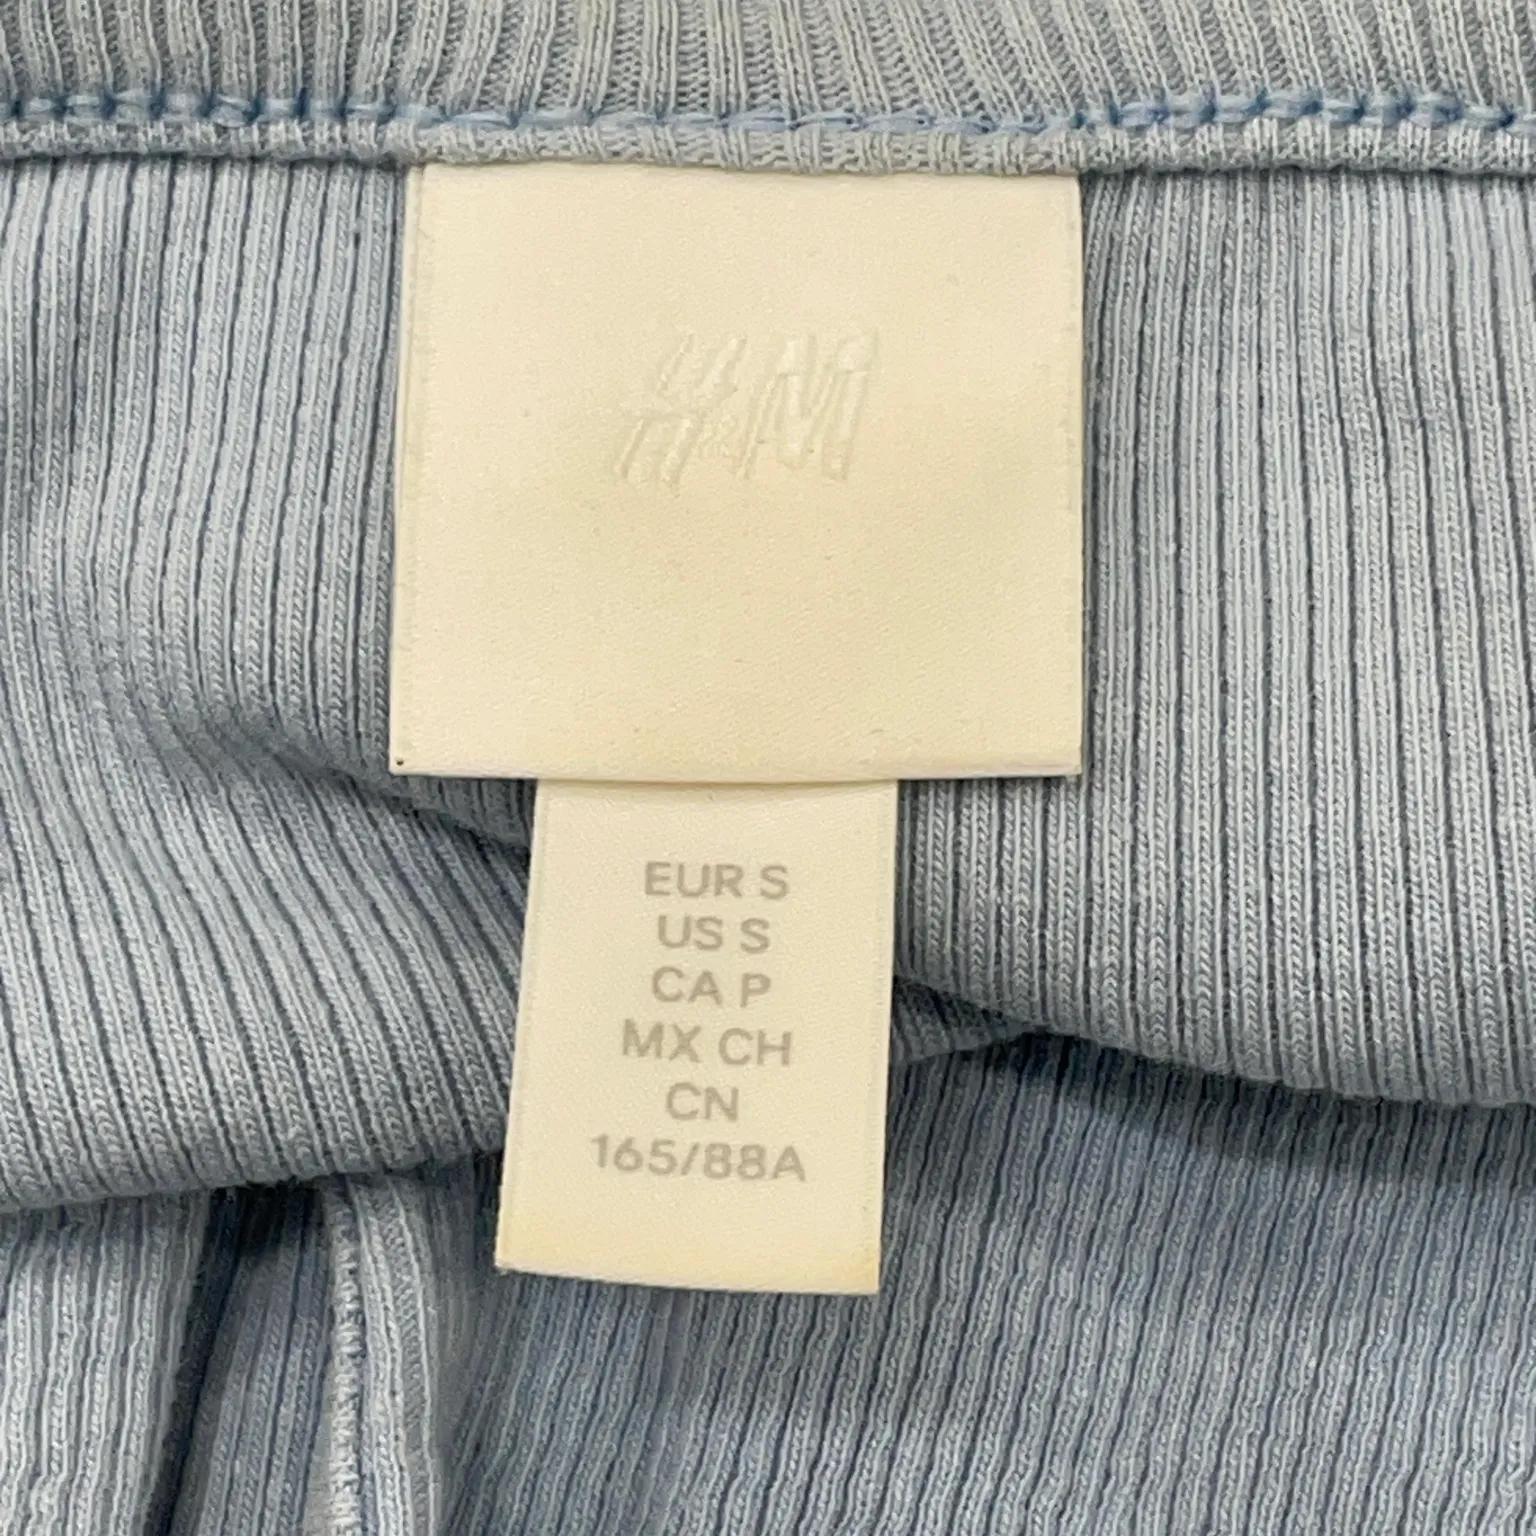 H&M
EUR S
US S
CA P
MX CH
CN
165/88A